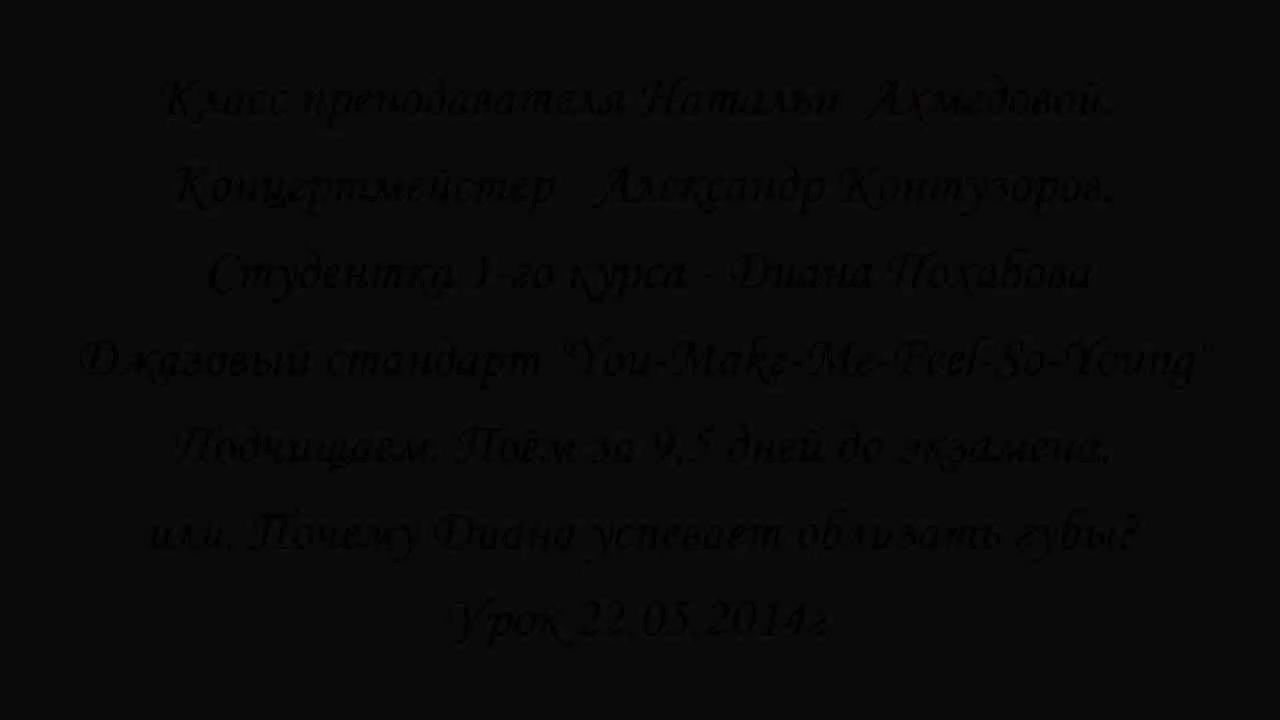 Класс преподавателя Натальи Ахмедовой.
Концертмейстер Александр Контузоров.
Студентка 1-го курса - Диана Похабова
Джазовый стандарт "You-Make-Me-Feel-So-Young"
Подчищаем. Поём за 9,5 дней до экзамена.
или, Почему Диана успевает облизать губы?
Урок 22.05.2014г